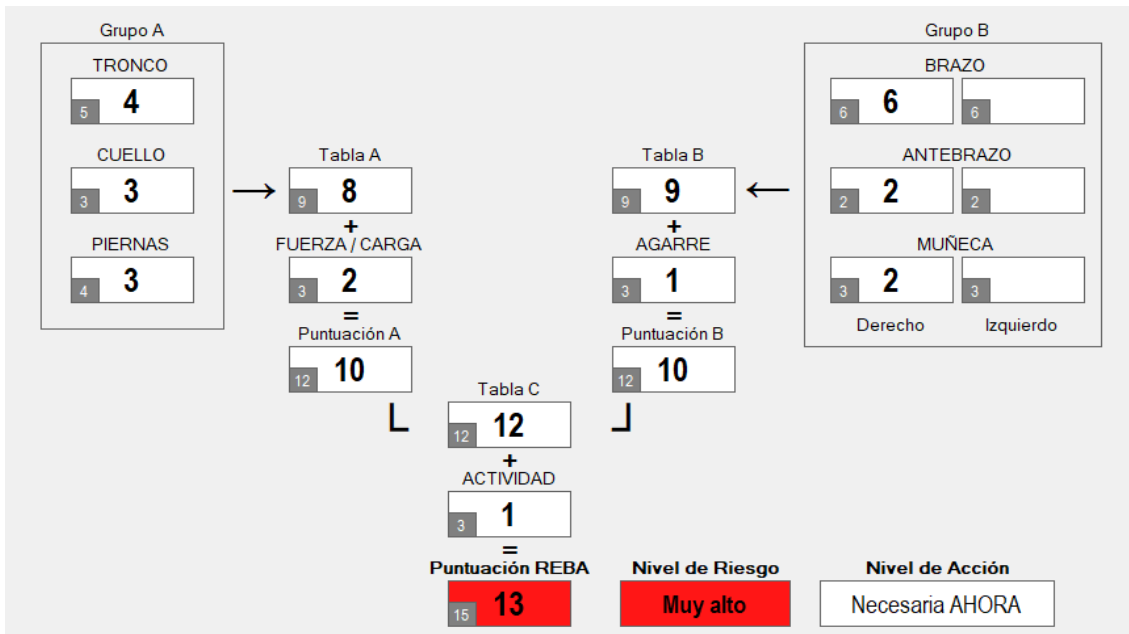 Grupo A
TRONCO
5 4
CUELLO
3 3
PIERNAS
4 3
Tabla A
9 8
+
FUERZA / CARGA
3 2
=
Puntuación A
12 10
Grupo B
BRAZO
6 6 6
ANTEBRAZO
2 2 2
MUÑECA
3 2 3
Derecho Izquierdo
Tabla B
9 9
+
AGARRE
3 1
=
Puntuación B
12 10
Tabla C
12 12
+
ACTIVIDAD
3 1
=
Puntuación REBA
15 13
Nivel de Riesgo
Muy alto
Nivel de Acción
Necesaria AHORA